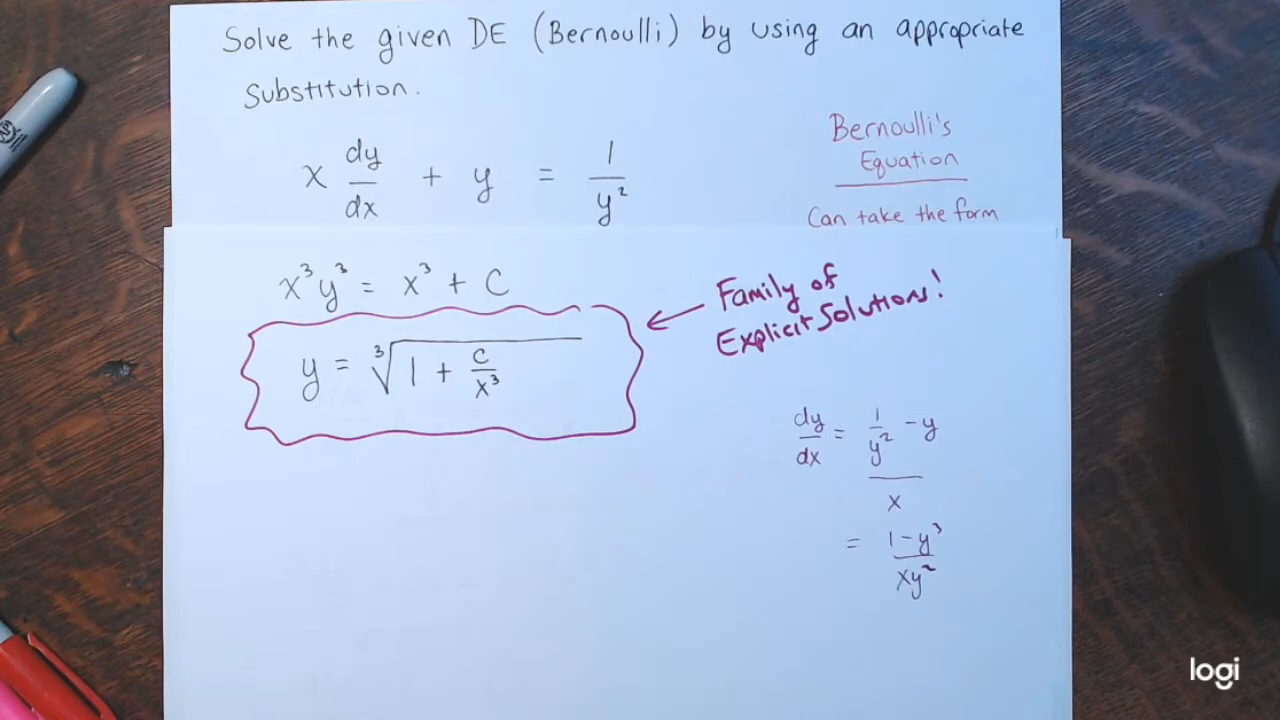 Solve the given DE (Bernoulli) by using an appropriate
Substitution.
x dy/dx + y = 1/y²
Bernoulli's
Equation
Can take the form
x³y³ = x³ + C
y = ∛(1 + C/x³)
Family of
Explicit Solutions!
dy/dx = (1/y² - y)/x
= (1-y³)/(xy²)
logi